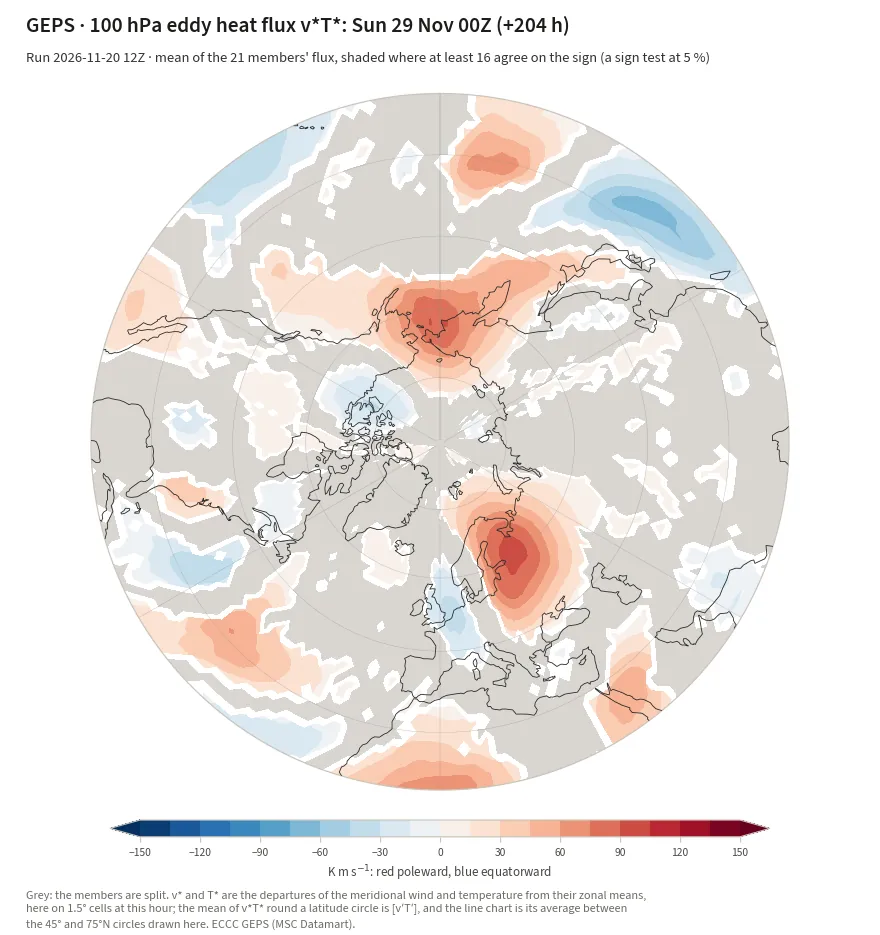 GEPS · 100 hPa eddy heat flux v*T*: Sun 29 Nov 00Z (+204 h)
Run 2026-11-20 12Z · mean of the 21 members' flux, shaded where at least 16 agree on the sign (a sign test at 5 %)
−150 −120 −90 −60 −30 0 30 60 90 120 150
K m s⁻¹: red poleward, blue equatorward
Grey: the members are split. v* and T* are the departures of the meridional wind and temperature from their zonal means,
here on 1.5° cells at this hour; the mean of v*T* round a latitude circle is [v'T'], and the line chart is its average between
the 45° and 75°N circles drawn here. ECCC GEPS (MSC Datamart).